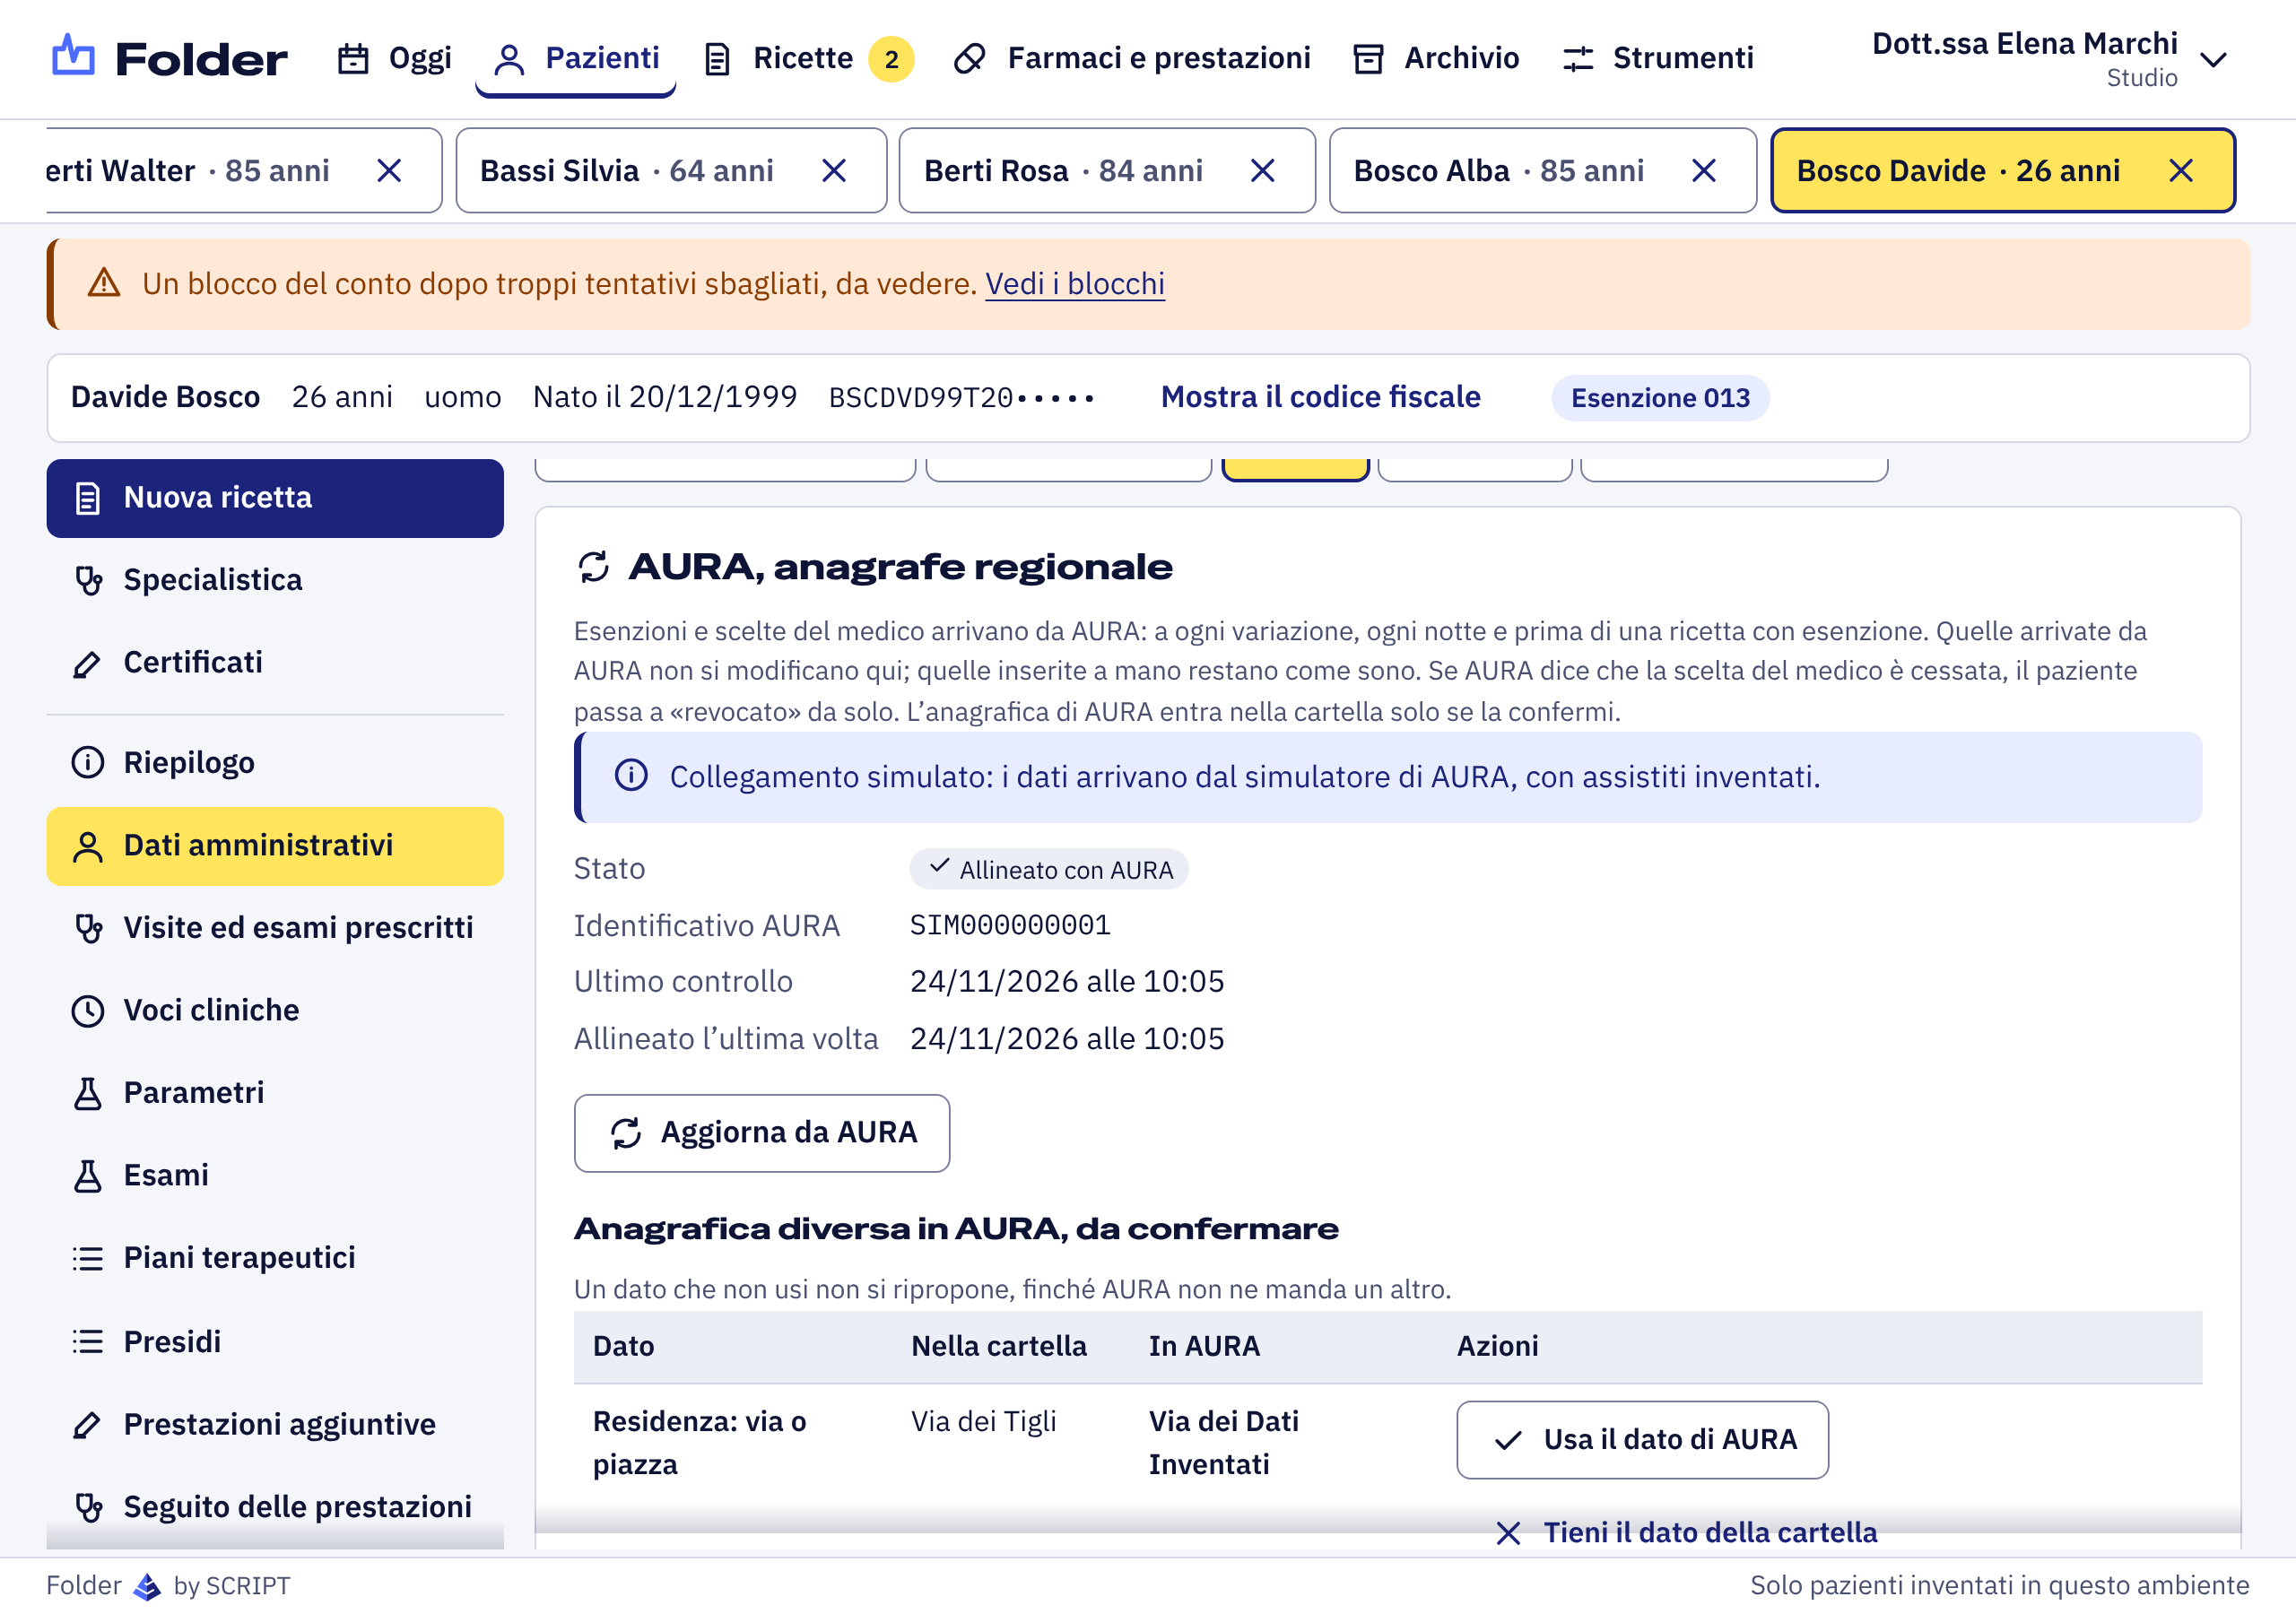 Folder
Oggi
Pazienti
Ricette 2
Farmaci e prestazioni
Archivio
Strumenti
Dott.ssa Elena Marchi
Studio
erti Walter · 85 anni
Bassi Silvia · 64 anni
Berti Rosa · 84 anni
Bosco Alba · 85 anni
Bosco Davide · 26 anni
Un blocco del conto dopo troppi tentativi sbagliati, da vedere. Vedi i blocchi
Davide Bosco 26 anni uomo Nato il 20/12/1999 BSCDVD99T20••••• Mostra il codice fiscale Esenzione 013
Nuova ricetta
Specialistica
Certificati
Riepilogo
Dati amministrativi
Visite ed esami prescritti
Voci cliniche
Parametri
Esami
Piani terapeutici
Presidi
Prestazioni aggiuntive
Seguito delle prestazioni
AURA, anagrafe regionale
Esenzioni e scelte del medico arrivano da AURA: a ogni variazione, ogni notte e prima di una ricetta con esenzione. Quelle arrivate da
AURA non si modificano qui; quelle inserite a mano restano come sono. Se AURA dice che la scelta del medico è cessata, il paziente
passa a «revocato» da solo. L’anagrafica di AURA entra nella cartella solo se la confermi.
Collegamento simulato: i dati arrivano dal simulatore di AURA, con assistiti inventati.
Stato Allineato con AURA
Identificativo AURA SIM000000001
Ultimo controllo 24/11/2026 alle 10:05
Allineato l’ultima volta 24/11/2026 alle 10:05
Aggiorna da AURA
Anagrafica diversa in AURA, da confermare
Un dato che non usi non si ripropone, finché AURA non ne manda un altro.
Dato Nella cartella In AURA Azioni
Residenza: via o
piazza
Via dei Tigli
Via dei Dati
Inventati
Usa il dato di AURA
Tieni il dato della cartella
Folder by SCRIPT
Solo pazienti inventati in questo ambiente